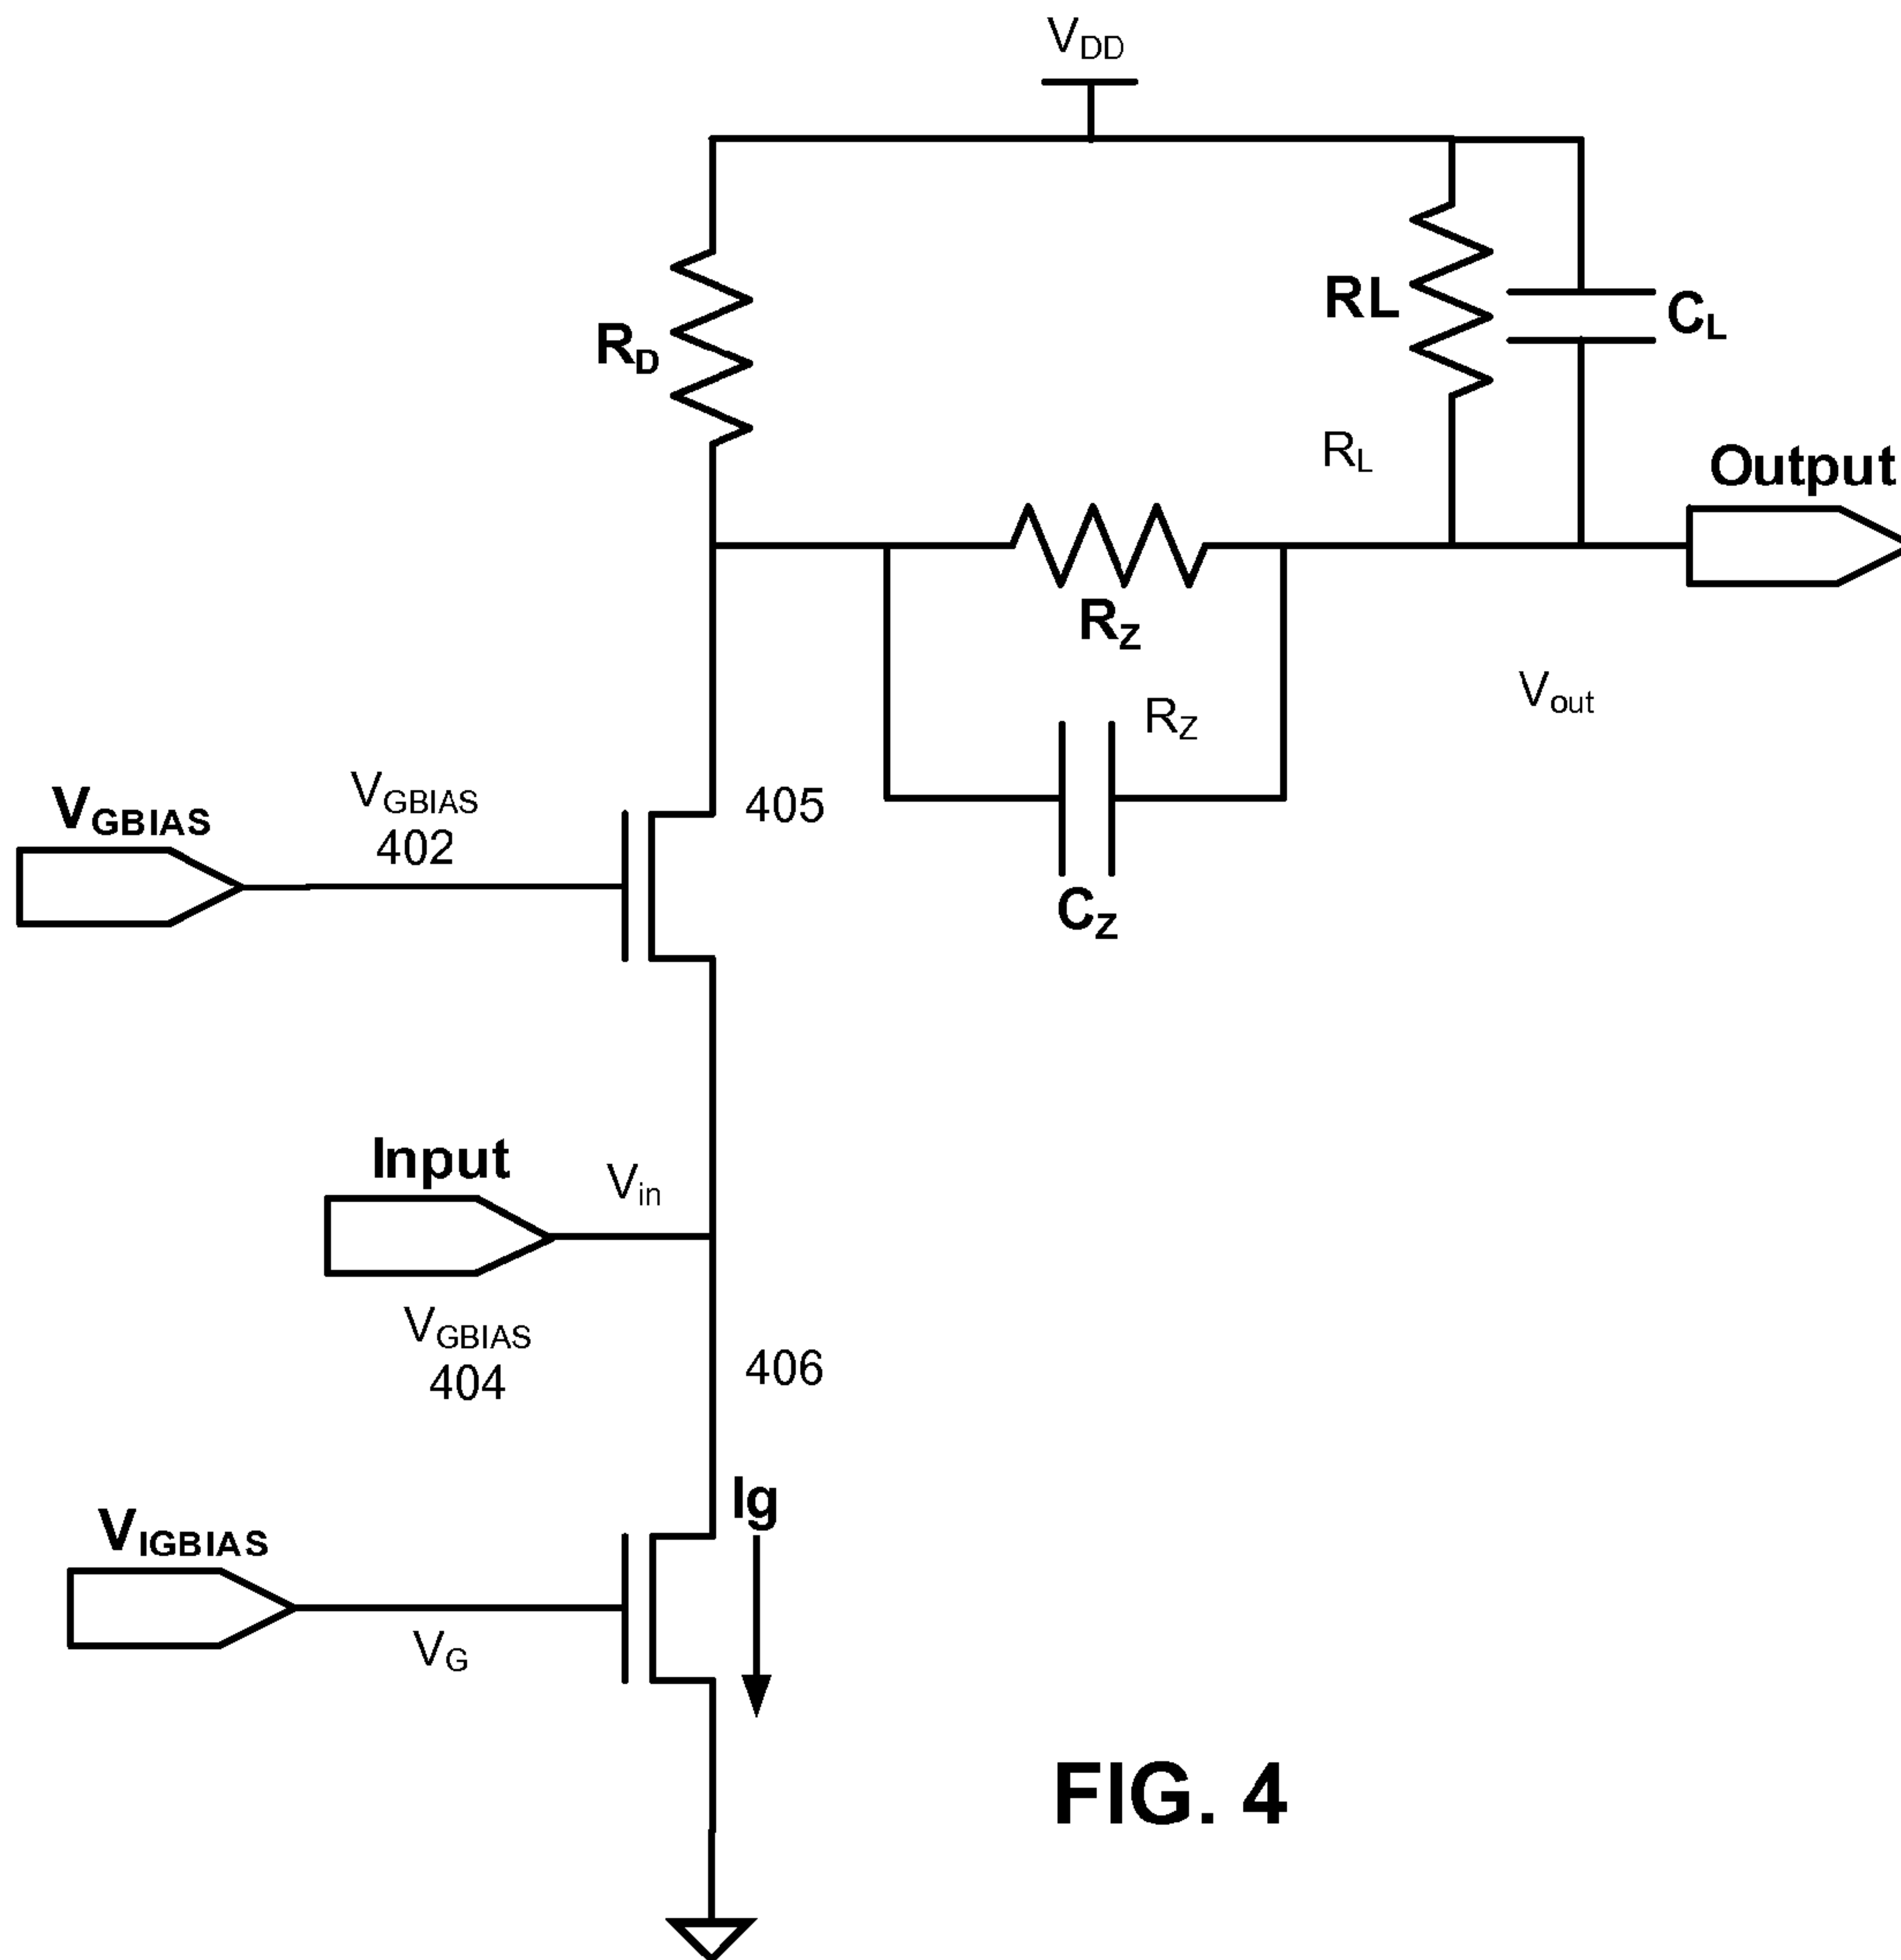 VDD
RD
RL
CL
RL
Output
RZ
RZ
Vout
CZ
VGBIAS
VGBIAS
402
405
Input
Vin
VGBIAS
404
406
Ig
VIGBIAS
VG
FIG. 4